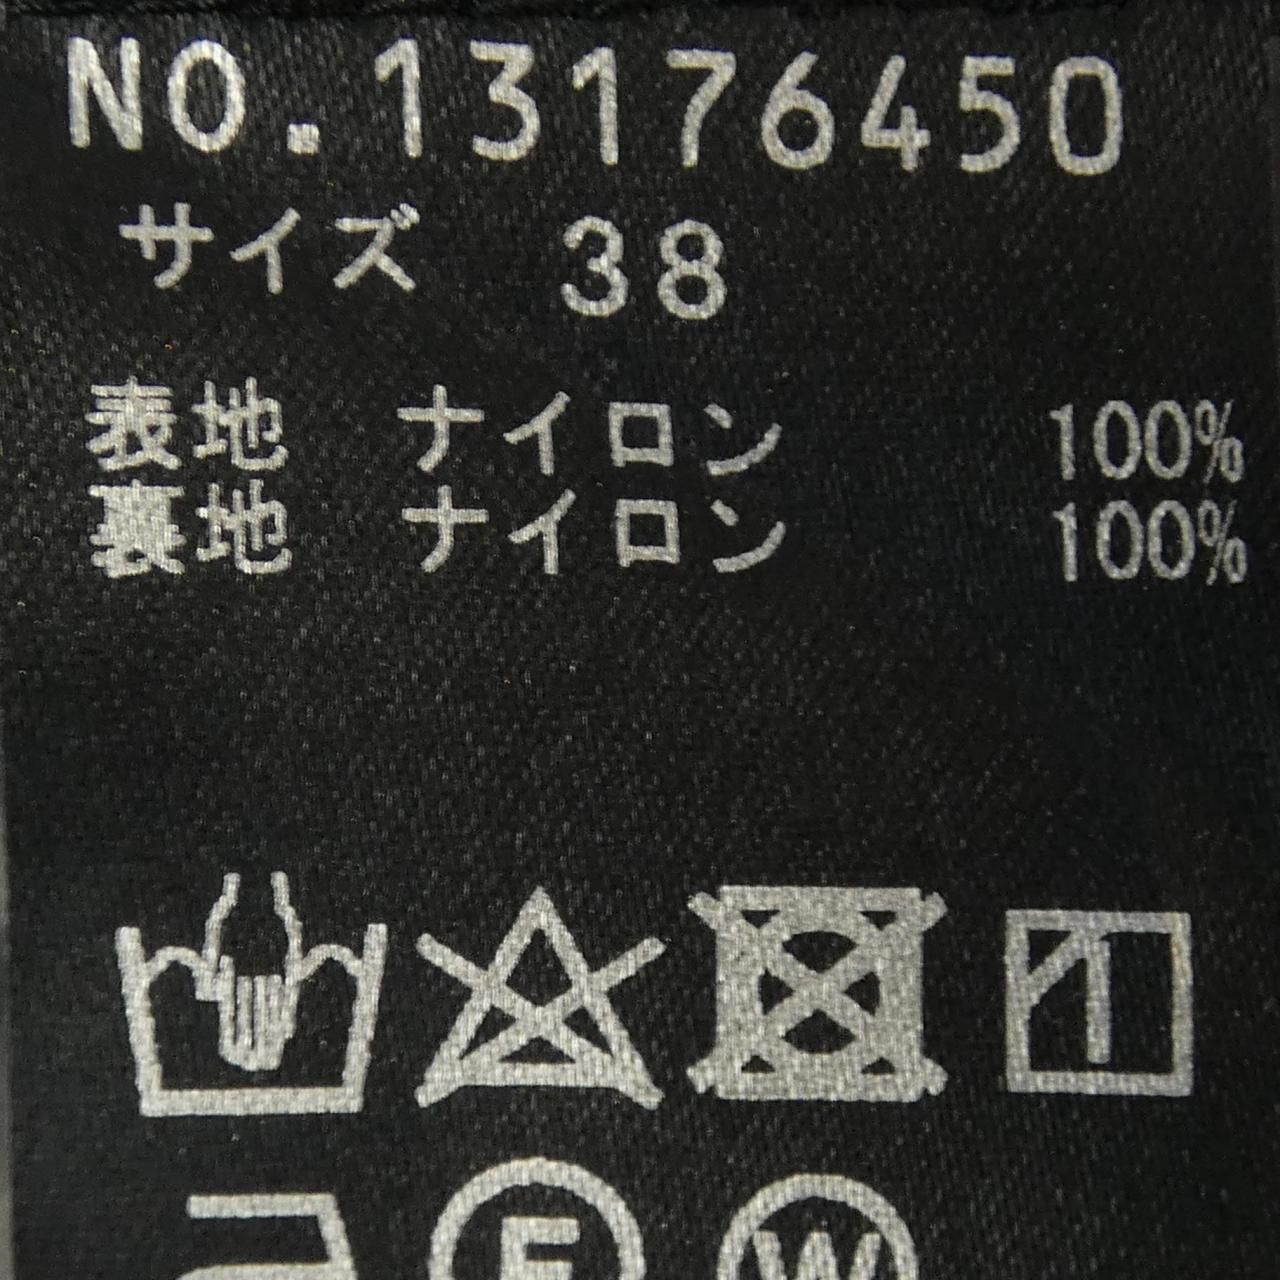 NO.13176450
サイズ 38
表地 ナイロン 100%
裏地 ナイロン 100%
F W